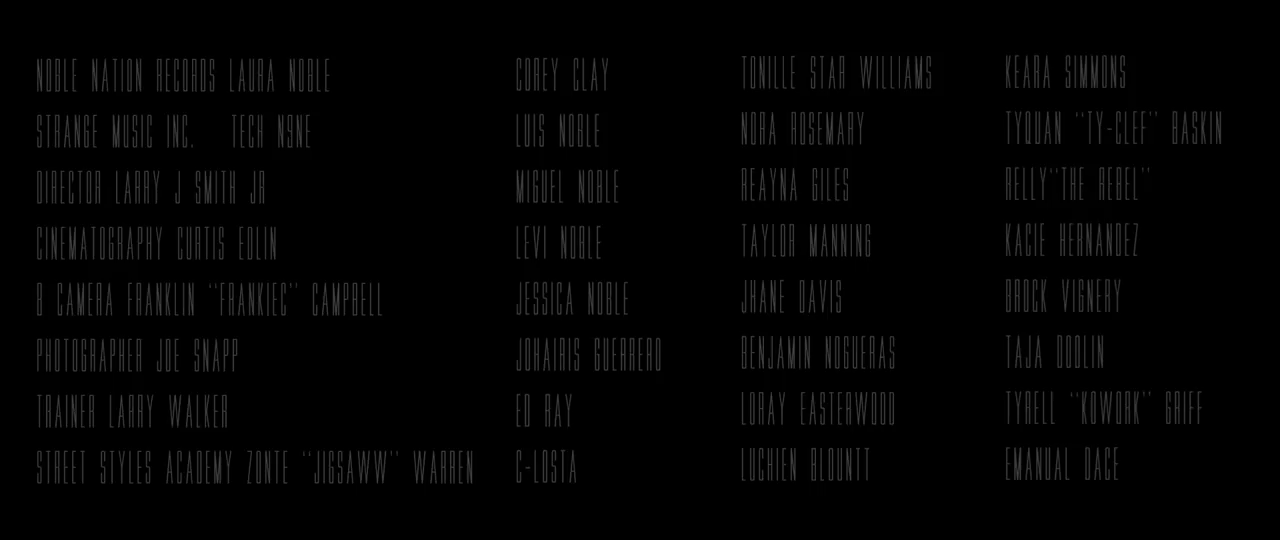 NOBLE NATION RECORDS LAURA NOBLE
STRANGE MUSIC INC. TECH N9NE
DIRECTOR LARRY J SMITH JR
CINEMATOGRAPHY CURTIS EDLIN
B CAMERA FRANKLIN "FRANKIEC" CAMPBELL
PHOTOGRAPHER JOE SNAPP
TRAINER LARRY WALKER
STREET STYLES ACADEMY ZONTE "JIGSAWW" WARREN
COREY CLAY
LUIS NOBLE
MIGUEL NOBLE
LEVI NOBLE
JESSICA NOBLE
JOHAIRIS GUERRERO
ED RAY
C-LOSTA
TONILLE STAR WILLIAMS
NORA ROSEMARY
REAYNA GILES
TAYLOR MANNING
JHANE DAVIS
BENJAMIN NOGUERAS
LORAY EASTERWOOD
LUCHIEN BLOUNTT
KEARA SIMMONS
TYQUAN "TY-CLEF" BASKIN
RELLY"THE REBEL"
KACIE HERNANDEZ
BROCK VIGNERY
TAJA DOOLIN
TYRELL "KOWORK" GRIFF
EMANUAL DACE